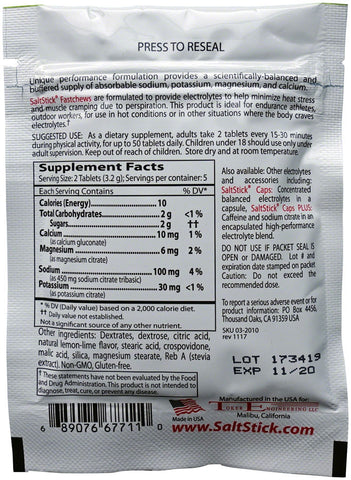 PRESS TO RESEAL
Unique performance formulation provides a scientifically-balanced and
buffered supply of absorbable sodium, potassium, magnesium, and calcium.
SaltStick® Fastchews are formulated to provide electrolytes to help minimize heat stress
and muscle cramping due to perspiration. This product is ideal for endurance athletes,
outdoor workers, for use in hot conditions or in other situations where the body craves
electrolytes.†
SUGGESTED USE: As a dietary supplement, adults take 2 tablets every 15-30 minutes
during physical activity, for up to 50 tablets daily. Children under 18 should use only under
adult supervision. Keep out of reach of children. Store dry and at room temperature.
Supplement Facts
Serving Size: 2 Tablets (3.2 g); Servings per container: 5
Each Serving Contains % DV*
Calories (Energy) 10
Total Carbohydrates 2 g <1 %
Sugars 2 g ††
Calcium 10 mg 1 %
(as calcium gluconate)
Magnesium 6 mg 2 %
(as magnesium citrate)
Sodium 100 mg 4 %
(as 450 mg sodium citrate tribasic)
Potassium 30 mg <1 %
(as potassium citrate)
* % DV (Daily value) based on a 2,000 calorie diet.
†† Daily value not established.
Not a significant source of any other nutrient.
Other ingredients: Dextrates, dextrose, citric acid,
natural lemon-lime flavor, stearic acid, crospovidone,
malic acid, silica, magnesium stearate, Reb A (stevia
extract). Non-GMO, Gluten-free.
† These statements have not been evaluated by the Food
and Drug Administration. This product is not intended to
diagnose, treat, cure, or prevent any disease.
Also available: Other electrolytes
and accessories including:
SaltStick® Caps: Concentrated
balanced electrolytes in a
capsule, SaltStick® Caps PLUS:
Caffeine and sodium citrate in an
encapsulated high-performance
electrolyte blend.
DO NOT USE IF PACKET SEAL IS
OPEN or DAMAGED. Lot # and
expiration date stamped on packet
Caution: Do not exceed the
recommended dose.
To report a serious adverse event or for
product information: PO Box 4456,
Thousand Oaks, CA 91359 USA
SKU 03-2010
rev 1117
LOT 173419
EXP 11/20
6 89076 67711 0
Made in USA
Manufactured in the USA for:
TOKER ENGINEERING LLC
Malibu, California
www.SaltStick.com